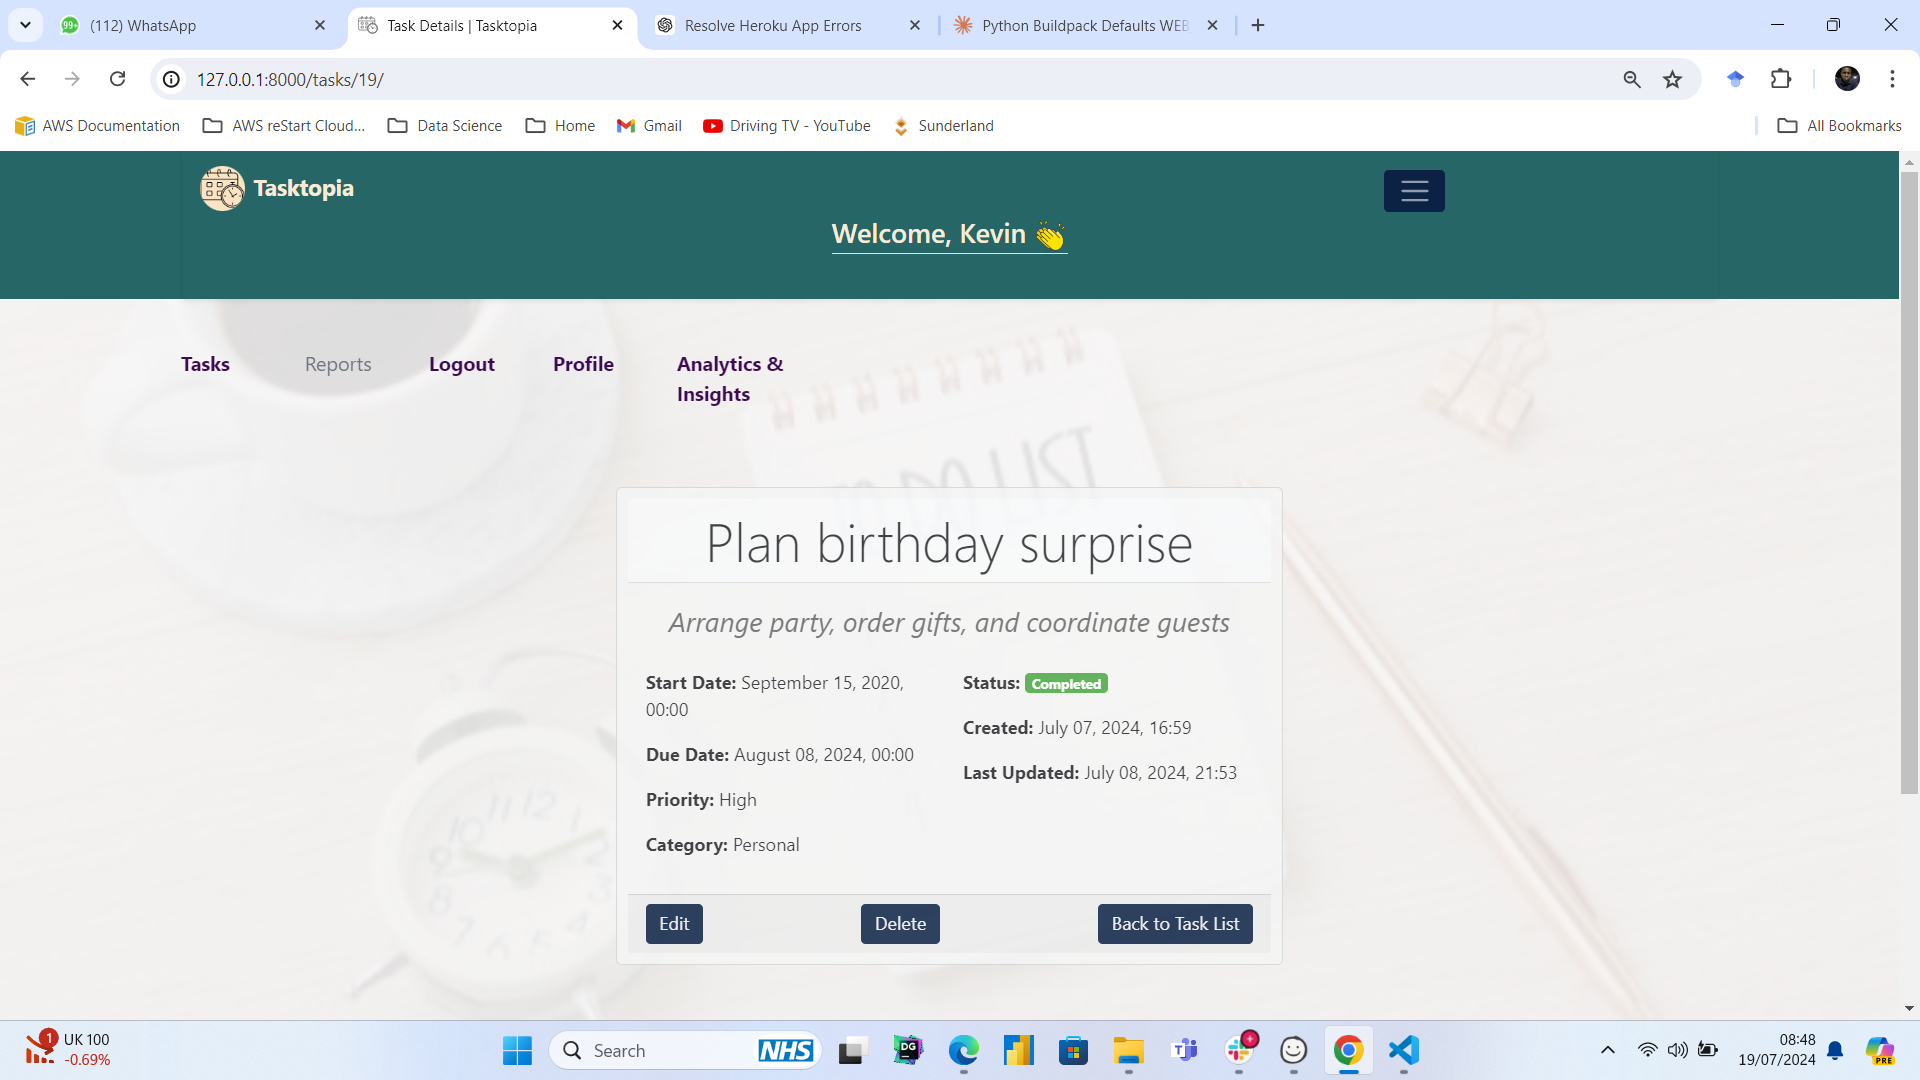 (112) WhatsApp
Task Details | Tasktopia
Resolve Heroku App Errors
Python Buildpack Defaults WEB
127.0.0.1:8000/tasks/19/
AWS Documentation
AWS reStart Cloud...
Data Science
Home
Gmail
Driving TV - YouTube
Sunderland
All Bookmarks
Tasktopia
Welcome, Kevin 👏
Tasks
Reports
Logout
Profile
Analytics &
Insights
TO DO LIST
Plan birthday surprise
Arrange party, order gifts, and coordinate guests
Start Date: September 15, 2020,
00:00
Due Date: August 08, 2024, 00:00
Priority: High
Category: Personal
Status: Completed
Created: July 07, 2024, 16:59
Last Updated: July 08, 2024, 21:53
Edit
Delete
Back to Task List
1
UK 100
-0.69%
Search
NHS
DG
08:48
19/07/2024
PRE